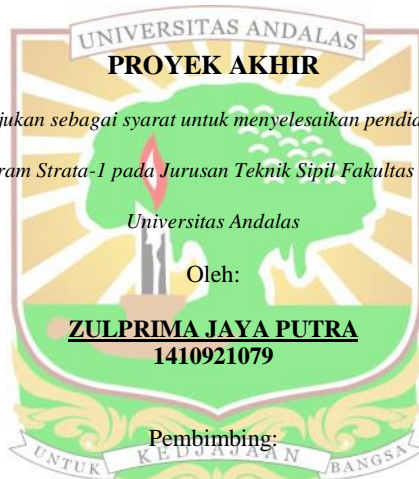 UNIVERSITAS ANDALAS
PROYEK AKHIR
jukan sebagai syarat untuk menyelesaikan pendid
ram Strata-1 pada Jurusan Teknik Sipil Fakultas
Universitas Andalas
Oleh:
ZULPRIMA JAYA PUTRA
1410921079
Pembimbing:
UNTUK KEDJAJAAN BANGSA